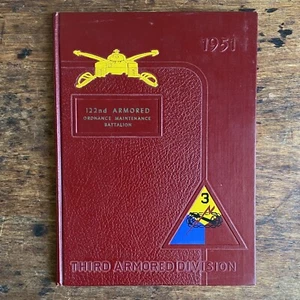 1951
122nd ARMORED
ORDNANCE MAINTENANCE
BATTALION
3
THIRD ARMORED DIVISION